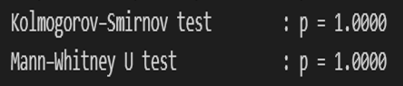 Kolmogorov–Smirnov test : p = 1.0000
Mann–Whitney U test : p = 1.0000